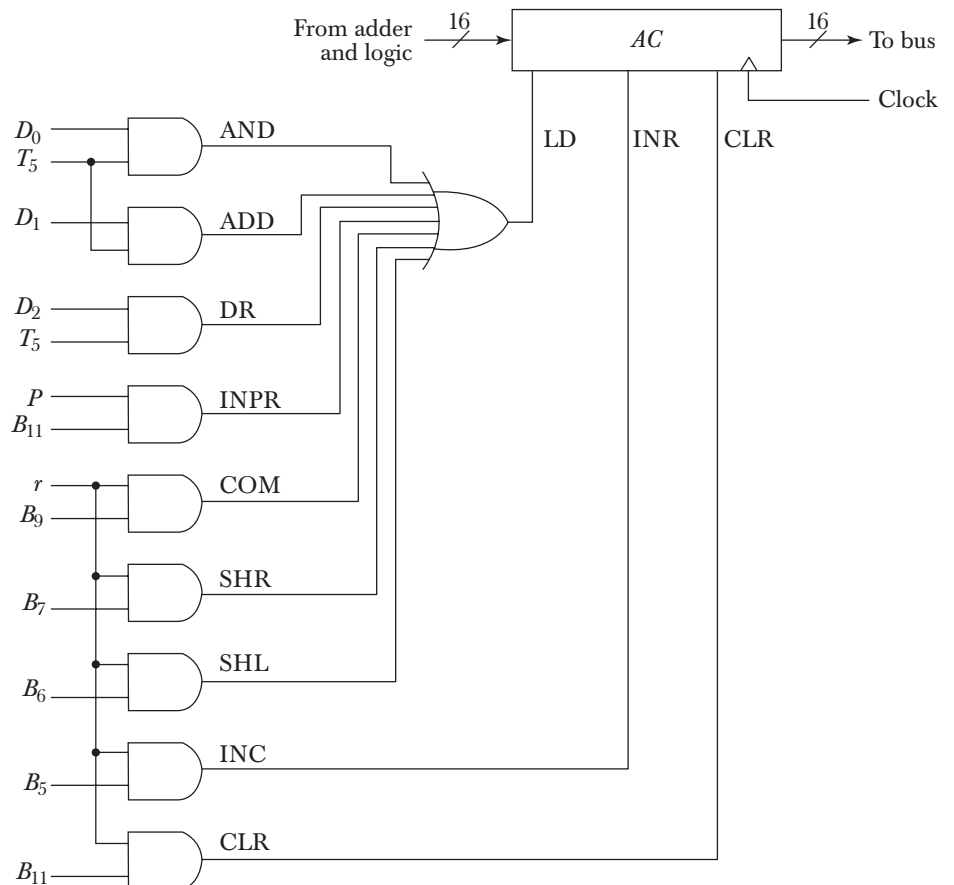 From adder
and logic
16
AC
16
To bus
Clock
LD
INR
CLR
D0
T5
AND
D1
ADD
D2
T5
DR
P
B11
INPR
r
B9
COM
B7
SHR
B6
SHL
B5
INC
B11
CLR